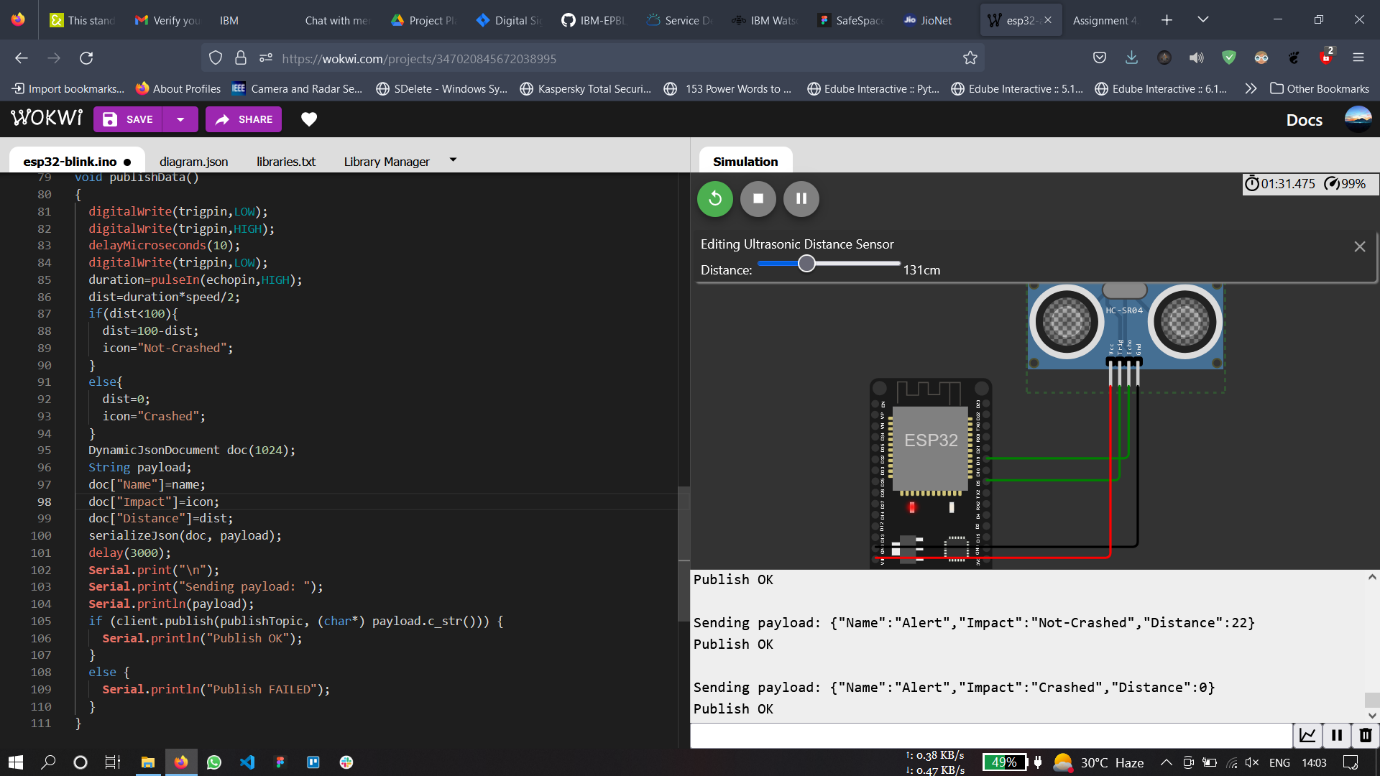 This stand
Verify you
IBM
Chat with me
Project Pl
Digital Si
IBM-EPBL
Service De
IBM Wats
SafeSpac
JioNet
esp32-
Assignment 4
https://wokwi.com/projects/347020845672038995
2
Import bookmarks...
About Profiles
Camera and Radar Se...
SDelete - Windows Sy...
Kaspersky Total Securi...
153 Power Words to ...
Edube Interactive :: Pyt...
Edube Interactive :: 5.1...
Edube Interactive :: 6.1...
Other Bookmarks
WOKWI
SAVE
SHARE
Docs
esp32-blink.ino
diagram.json
libraries.txt
Library Manager
Simulation
79 void publishData()
80 {
81 digitalWrite(trigpin,LOW);
82 digitalWrite(trigpin,HIGH);
83 delayMicroseconds(10);
84 digitalWrite(trigpin,LOW);
85 duration=pulseIn(echopin,HIGH);
86 dist=duration*speed/2;
87 if(dist<100){
88 dist=100-dist;
89 icon="Not-Crashed";
90 }
91 else{
92 dist=0;
93 icon="Crashed";
94 }
95 DynamicJsonDocument doc(1024);
96 String payload;
97 doc["Name"]=name;
98 doc["Impact"]=icon;
99 doc["Distance"]=dist;
100 serializeJson(doc, payload);
101 delay(3000);
102 Serial.print("\n");
103 Serial.print("Sending payload: ");
104 Serial.println(payload);
105 if (client.publish(publishTopic, (char*) payload.c_str())) {
106 Serial.println("Publish OK");
107 }
108 else {
109 Serial.println("Publish FAILED");
110 }
111 }
01:31.475 99%
Editing Ultrasonic Distance Sensor
Distance: 131cm
HC-SR04
ESP32
Publish OK
Sending payload: {"Name":"Alert","Impact":"Not-Crashed","Distance":22}
Publish OK
Sending payload: {"Name":"Alert","Impact":"Crashed","Distance":0}
Publish OK
↑: 0.38 KB/s
↓: 0.47 KB/s
49%
30°C Haze
ENG
14:03